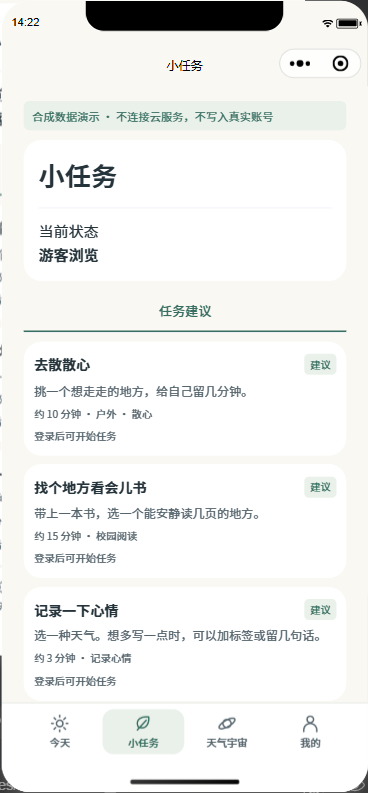 14:22
小任务
合成数据演示 · 不连接云服务，不写入真实账号
小任务
当前状态
游客浏览
任务建议
去散散心
建议
挑一个想走走的地方，给自己留几分钟。
约 10 分钟 · 户外 · 散心
登录后可开始任务
找个地方看会儿书
建议
带上一本书，选一个能安静读几页的地方。
约 15 分钟 · 校园阅读
登录后可开始任务
记录一下心情
建议
选一种天气。想多写一点时，可以加标签或留几句话。
约 3 分钟 · 记录心情
登录后可开始任务
今天
小任务
天气宇宙
我的